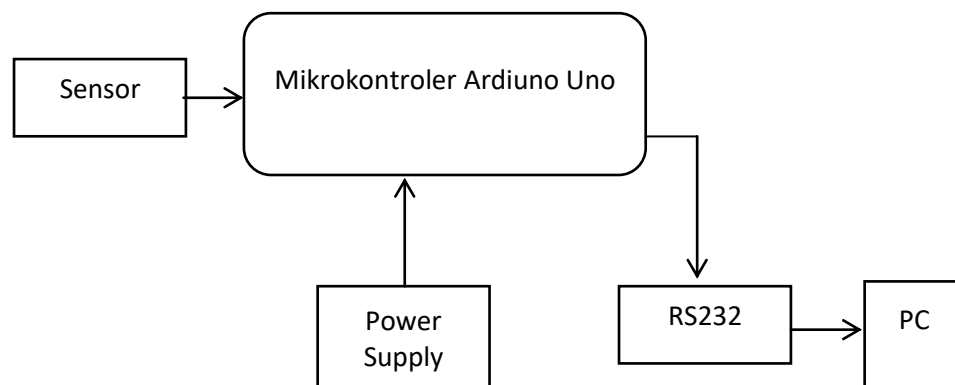 Sensor
Mikrokontroler Ardiuno Uno
Power
Supply
RS232
PC